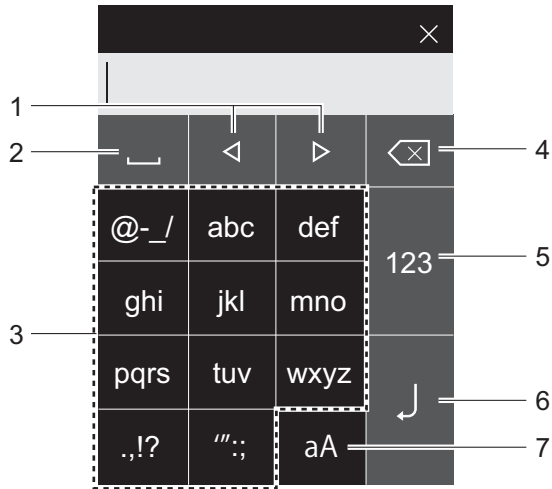 1
2
4
@-_/ abc def
123 5
ghi jkl mno
3
pqrs tuv wxyz
6
.,!? ‘”:; aA
7